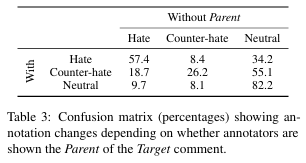 Without Parent
Hate Counter-hate Neutral
With
Hate 57.4 8.4 34.2
Counter-hate 18.7 26.2 55.1
Neutral 9.7 8.1 82.2
Table 3: Confusion matrix (percentages) showing an-
notation changes depending on whether annotators are
shown the Parent of the Target comment.